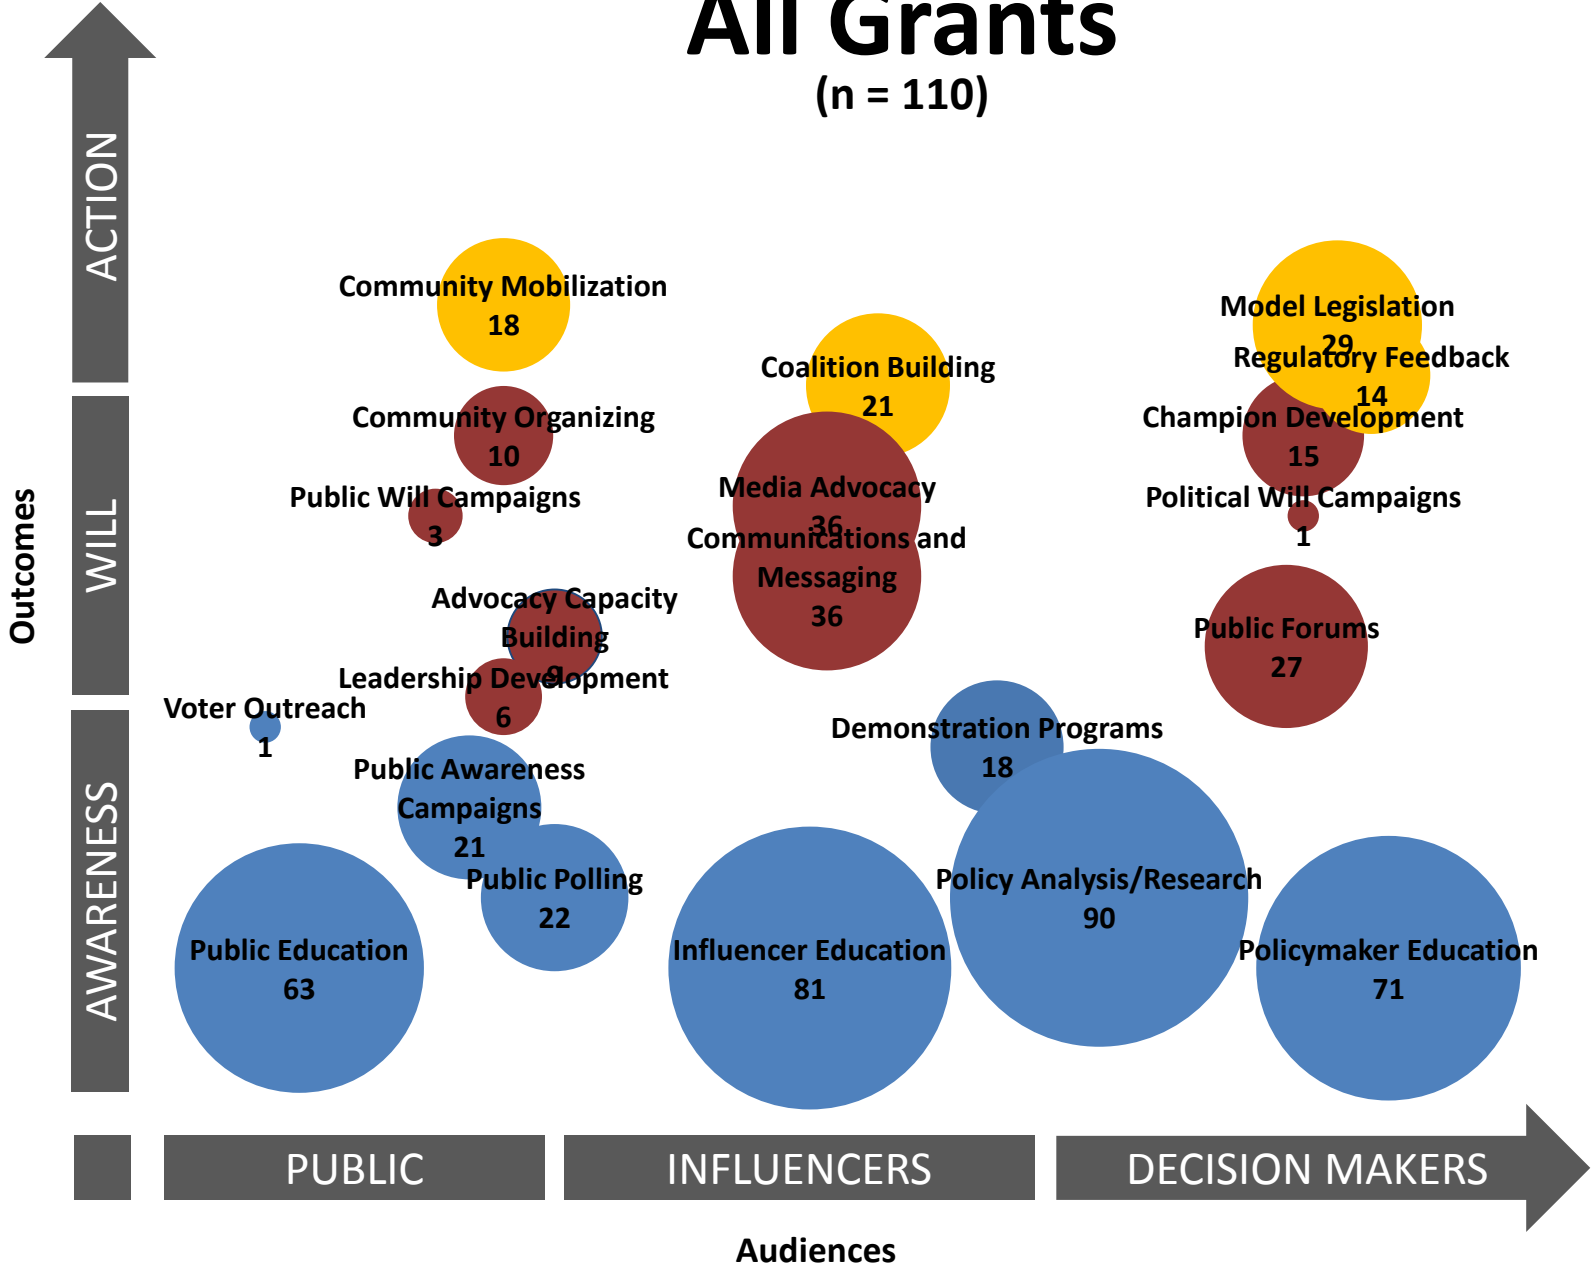 All Grants
(n = 110)
ACTION
WILL
AWARENESS
Outcomes
Community Mobilization
18
Coalition Building
21
Model Legislation
29
Regulatory Feedback
14
Community Organizing
10
Champion Development
15
Public Will Campaigns
3
Media Advocacy
36
Communications and
Messaging
36
Political Will Campaigns
1
Advocacy Capacity
Building
9
Leadership Development
6
Public Forums
27
Voter Outreach
1
Demonstration Programs
18
Public Awareness
Campaigns
21
Public Polling
22
Policy Analysis/Research
90
Public Education
63
Influencer Education
81
Policymaker Education
71
PUBLIC
INFLUENCERS
DECISION MAKERS
Audiences